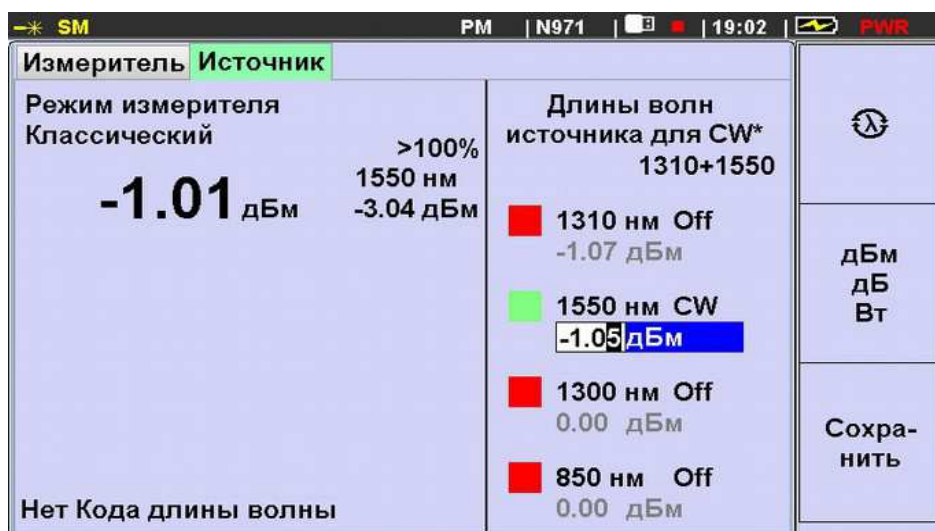 SM PM | N971 | | 19:02 | PWR
Измеритель Источник
Режим измерителя
Классический
>100%
1550 нм
-1.01 дБм -3.04 дБм
Нет Кода длины волны
Длины волн
источника для CW*
1310+1550
1310 нм Off
-1.07 дБм
1550 нм CW
-1.05 дБм
1300 нм Off
0.00 дБм
850 нм Off
0.00 дБм
λ
дБм
дБ
Вт
Сохра-
нить